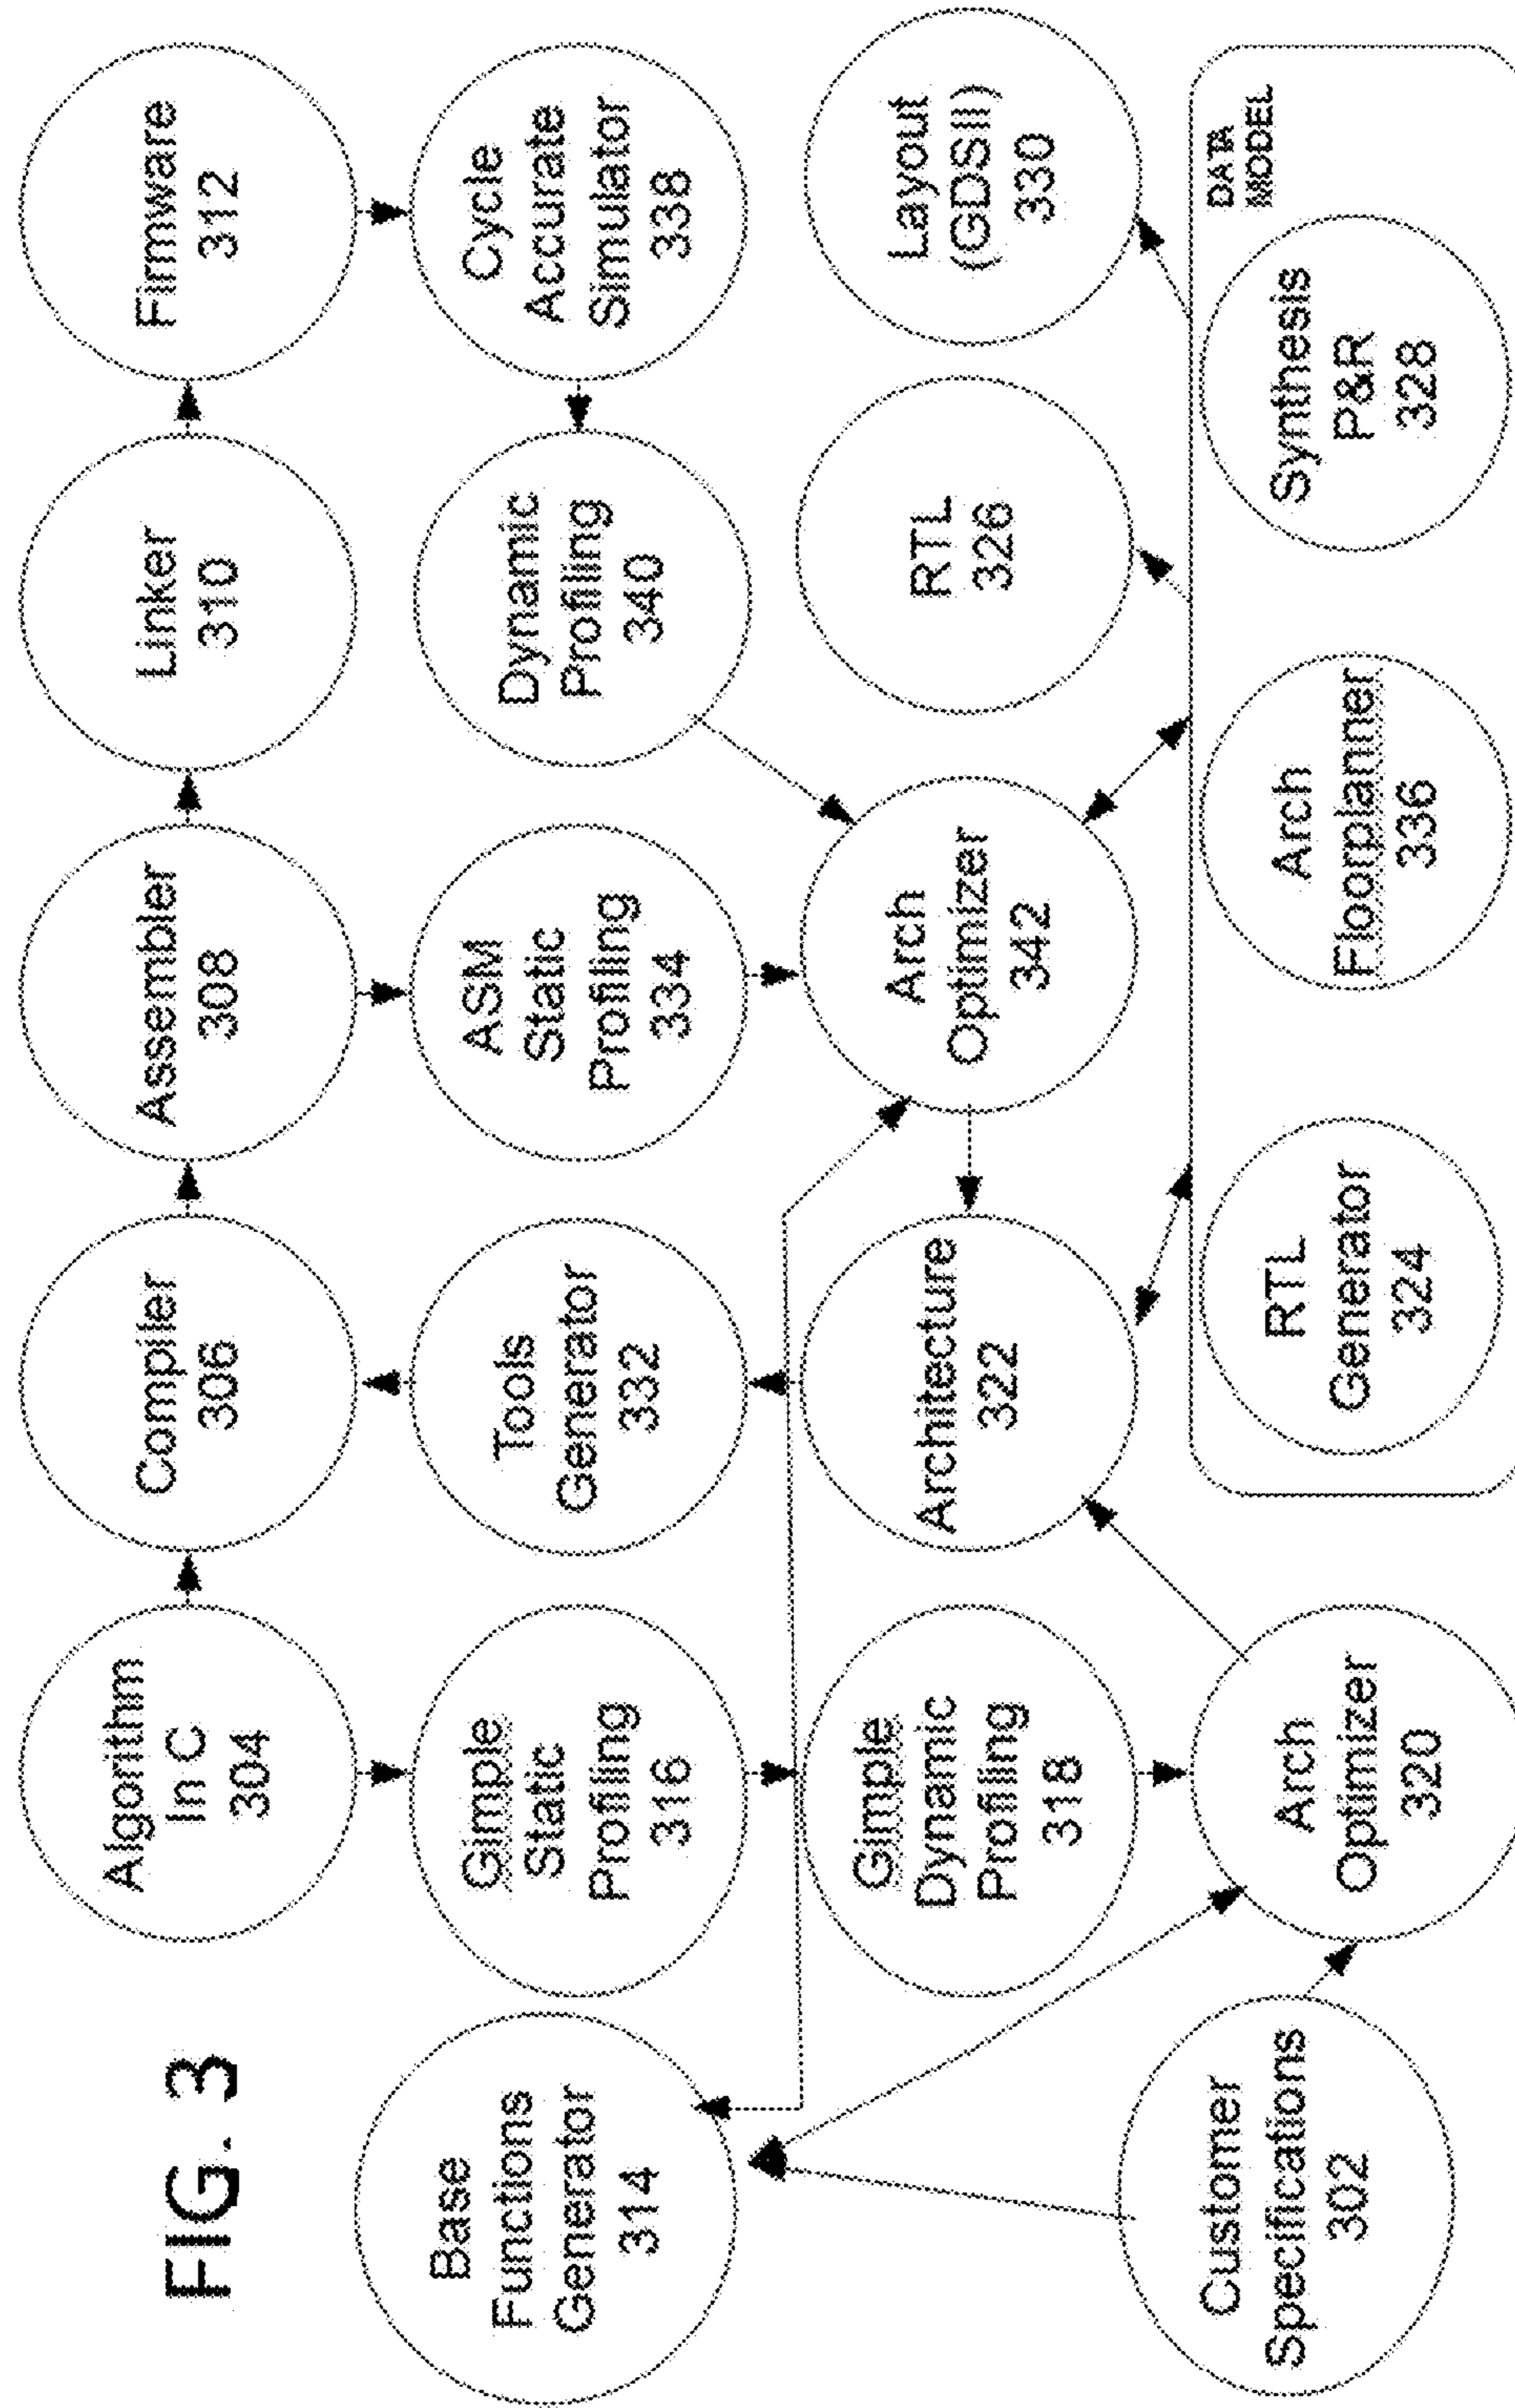 FIG. 3
Algorithm
In C
304
Compiler
306
Assembler
308
Linker
310
Firmware
312
Base
Functions
Generator
314
Gimple
Static
Profiling
316
Tools
Generator
332
ASM
Static
Profiling
334
Dynamic
Profiling
340
Cycle
Accurate
Simulator
338
Gimple
Dynamic
Profiling
318
Architecture
322
Arch
Optimizer
342
RTL
326
Layout
(GDSII)
330
Customer
Specifications
302
Arch
Optimizer
320
RTL
Generator
324
Arch
Floorplanner
336
Synthesis
P&R
328
DATA
MODEL